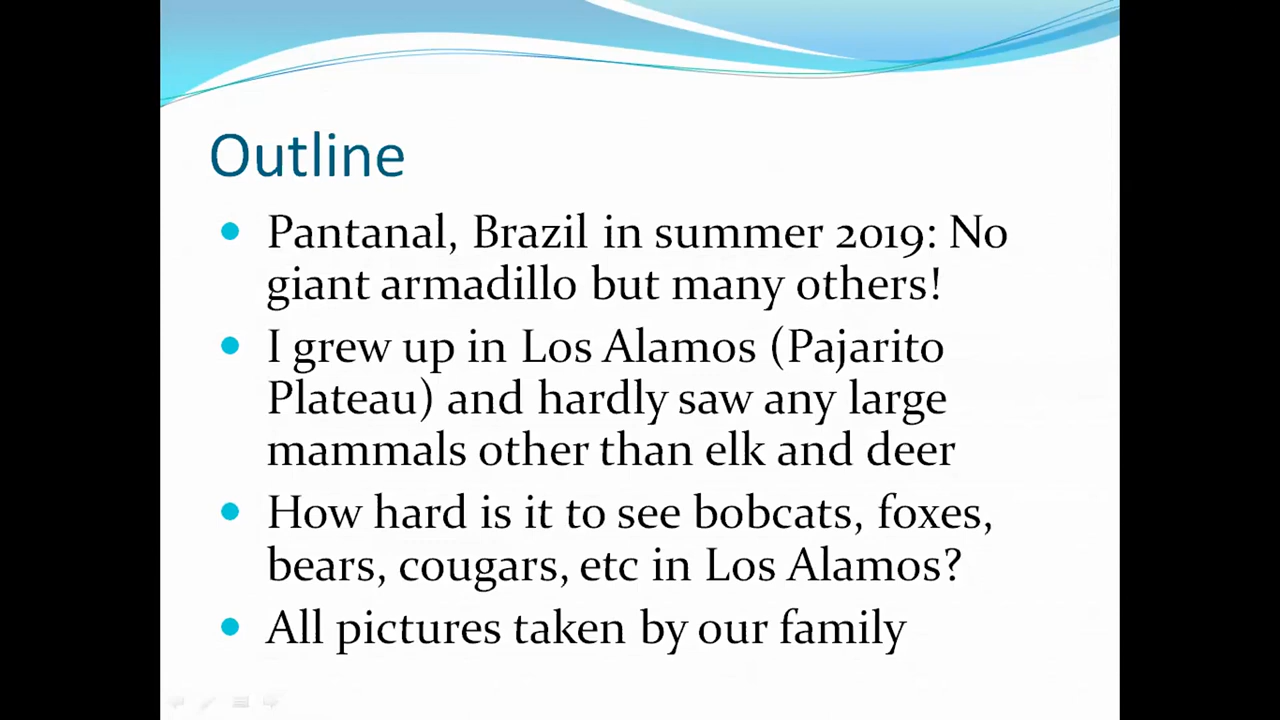 Outline
Pantanal, Brazil in summer 2019: No
giant armadillo but many others!
I grew up in Los Alamos (Pajarito
Plateau) and hardly saw any large
mammals other than elk and deer
How hard is it to see bobcats, foxes,
bears, cougars, etc in Los Alamos?
All pictures taken by our family